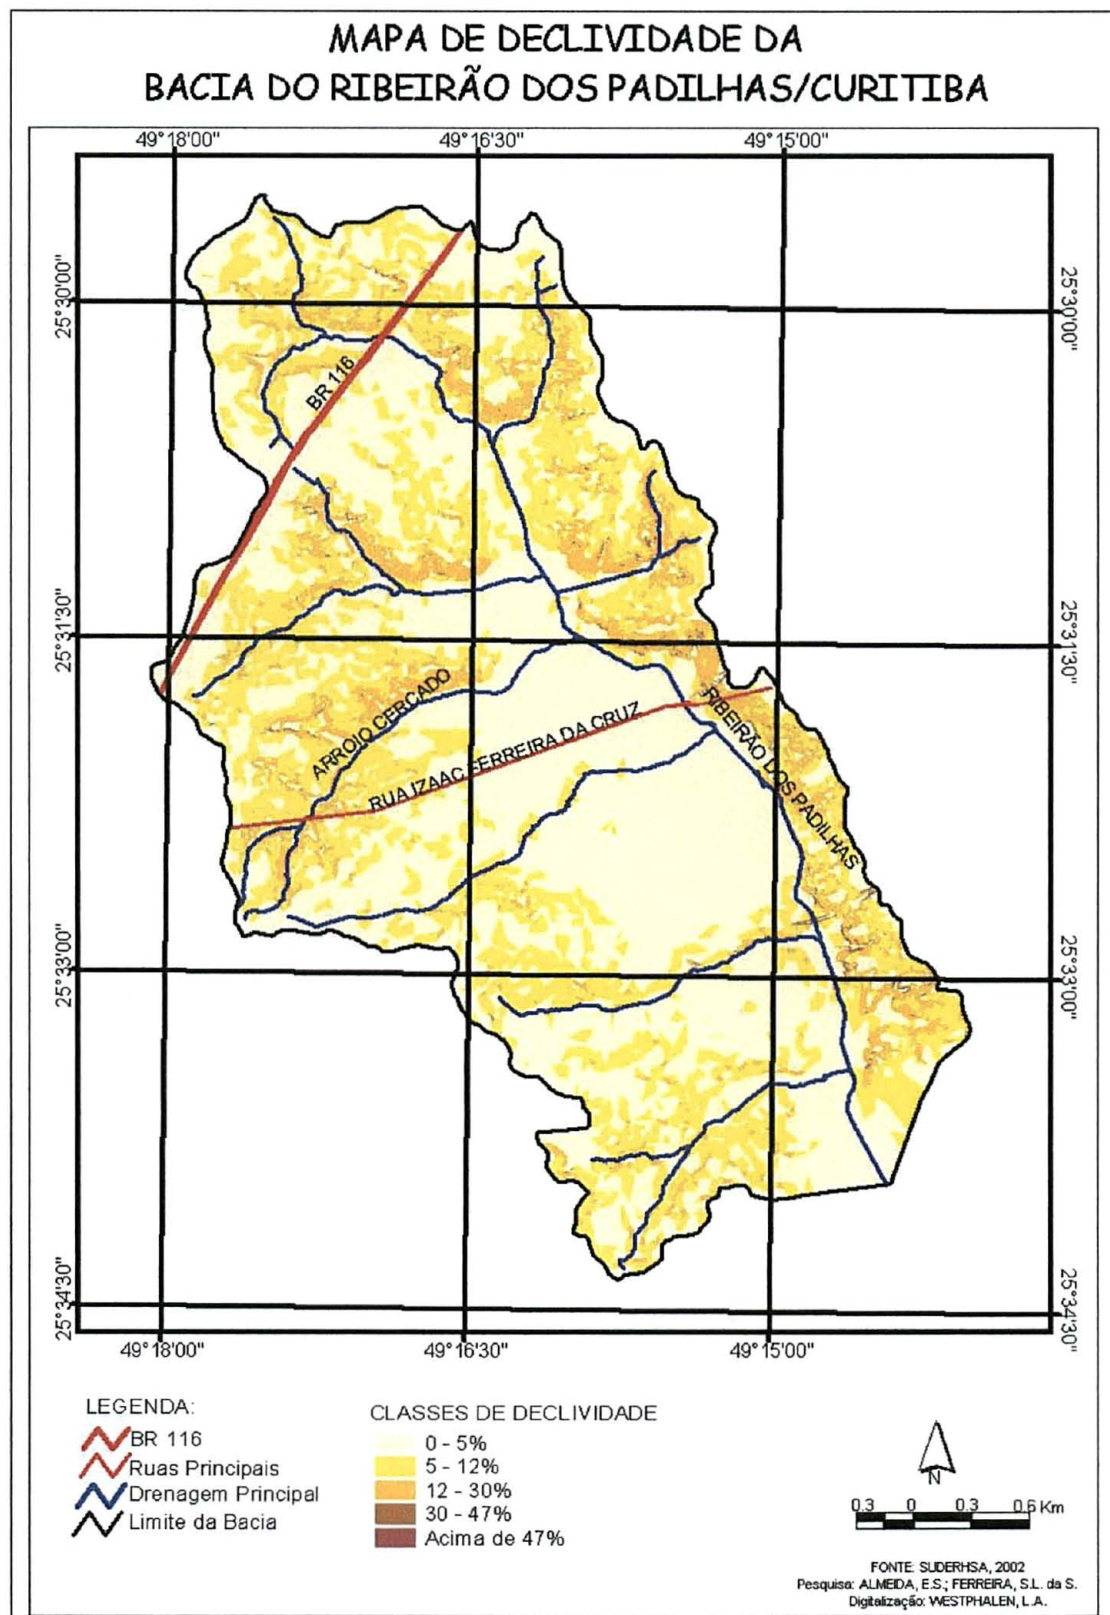 MAPA DE DECLIVIDADE DA
BACIA DO RIBEIRÃO DOS PADILHAS/CURITIBA
49°18'00"
49°16'30"
49°15'00"
25°30'00"
25°30'00"
BR 116
25°31'30"
25°31'30"
ARROIO CERCADO
RUA IZAAC FERREIRA DA CRUZ
RIBEIRÃO DOS PADILHAS
25°33'00"
25°33'00"
25°34'30"
25°34'30"
49°18'00"
49°16'30"
49°15'00"
LEGENDA:
BR 116
Ruas Principais
Drenagem Principal
Limite da Bacia
CLASSES DE DECLIVIDADE
0 - 5%
5 - 12%
12 - 30%
30 - 47%
Acima de 47%
N
0.3 0 0.3 0.6 Km
FONTE: SUDERHSA, 2002
Pesquisa: ALMEIDA, E.S.; FERREIRA, S.L. da S.
Digitalização: WESTPHALEN, L.A.